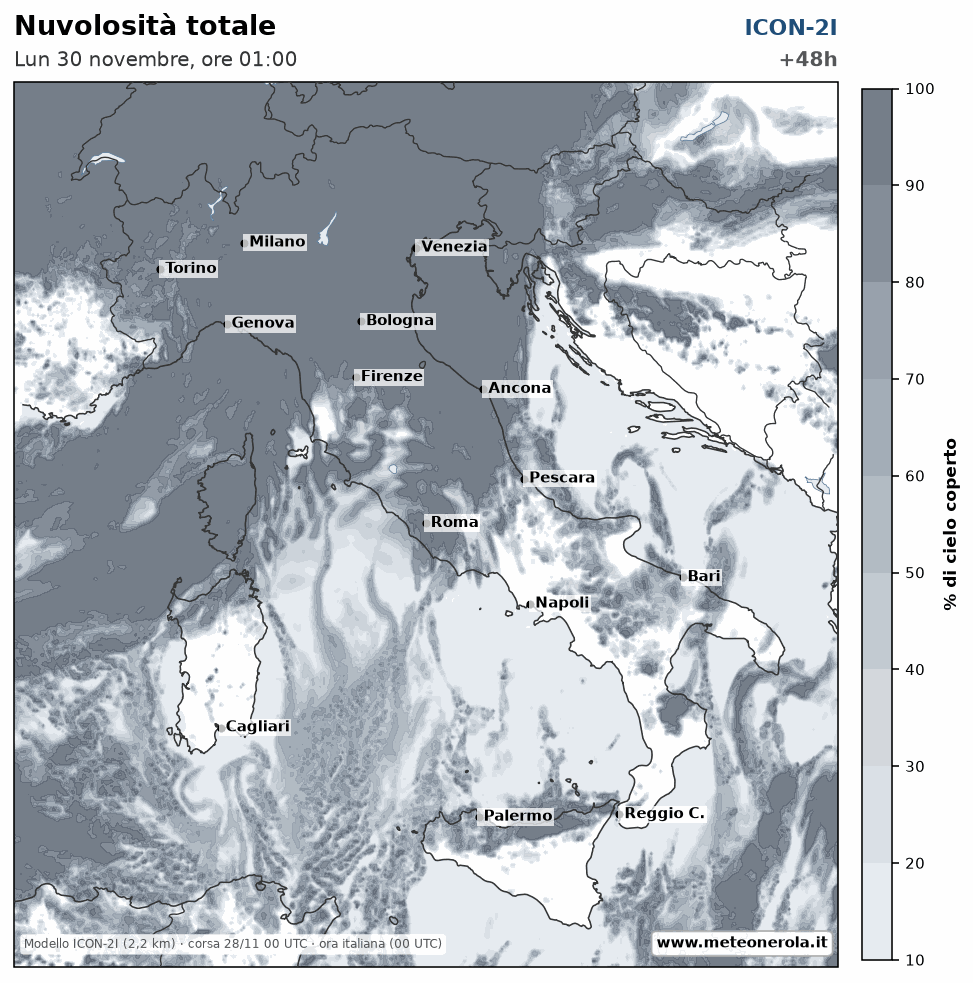 Nuvolosità totale
ICON-2I
Lun 30 novembre, ore 01:00
+48h
Milano
Venezia
Torino
Genova
Bologna
Firenze
Ancona
Pescara
Roma
Bari
Napoli
Cagliari
Palermo
Reggio C.
Modello ICON-2I (2,2 km) · corsa 28/11 00 UTC · ora italiana (00 UTC)
www.meteonerola.it
100
90
80
70
60
50
40
30
20
10
% di cielo coperto